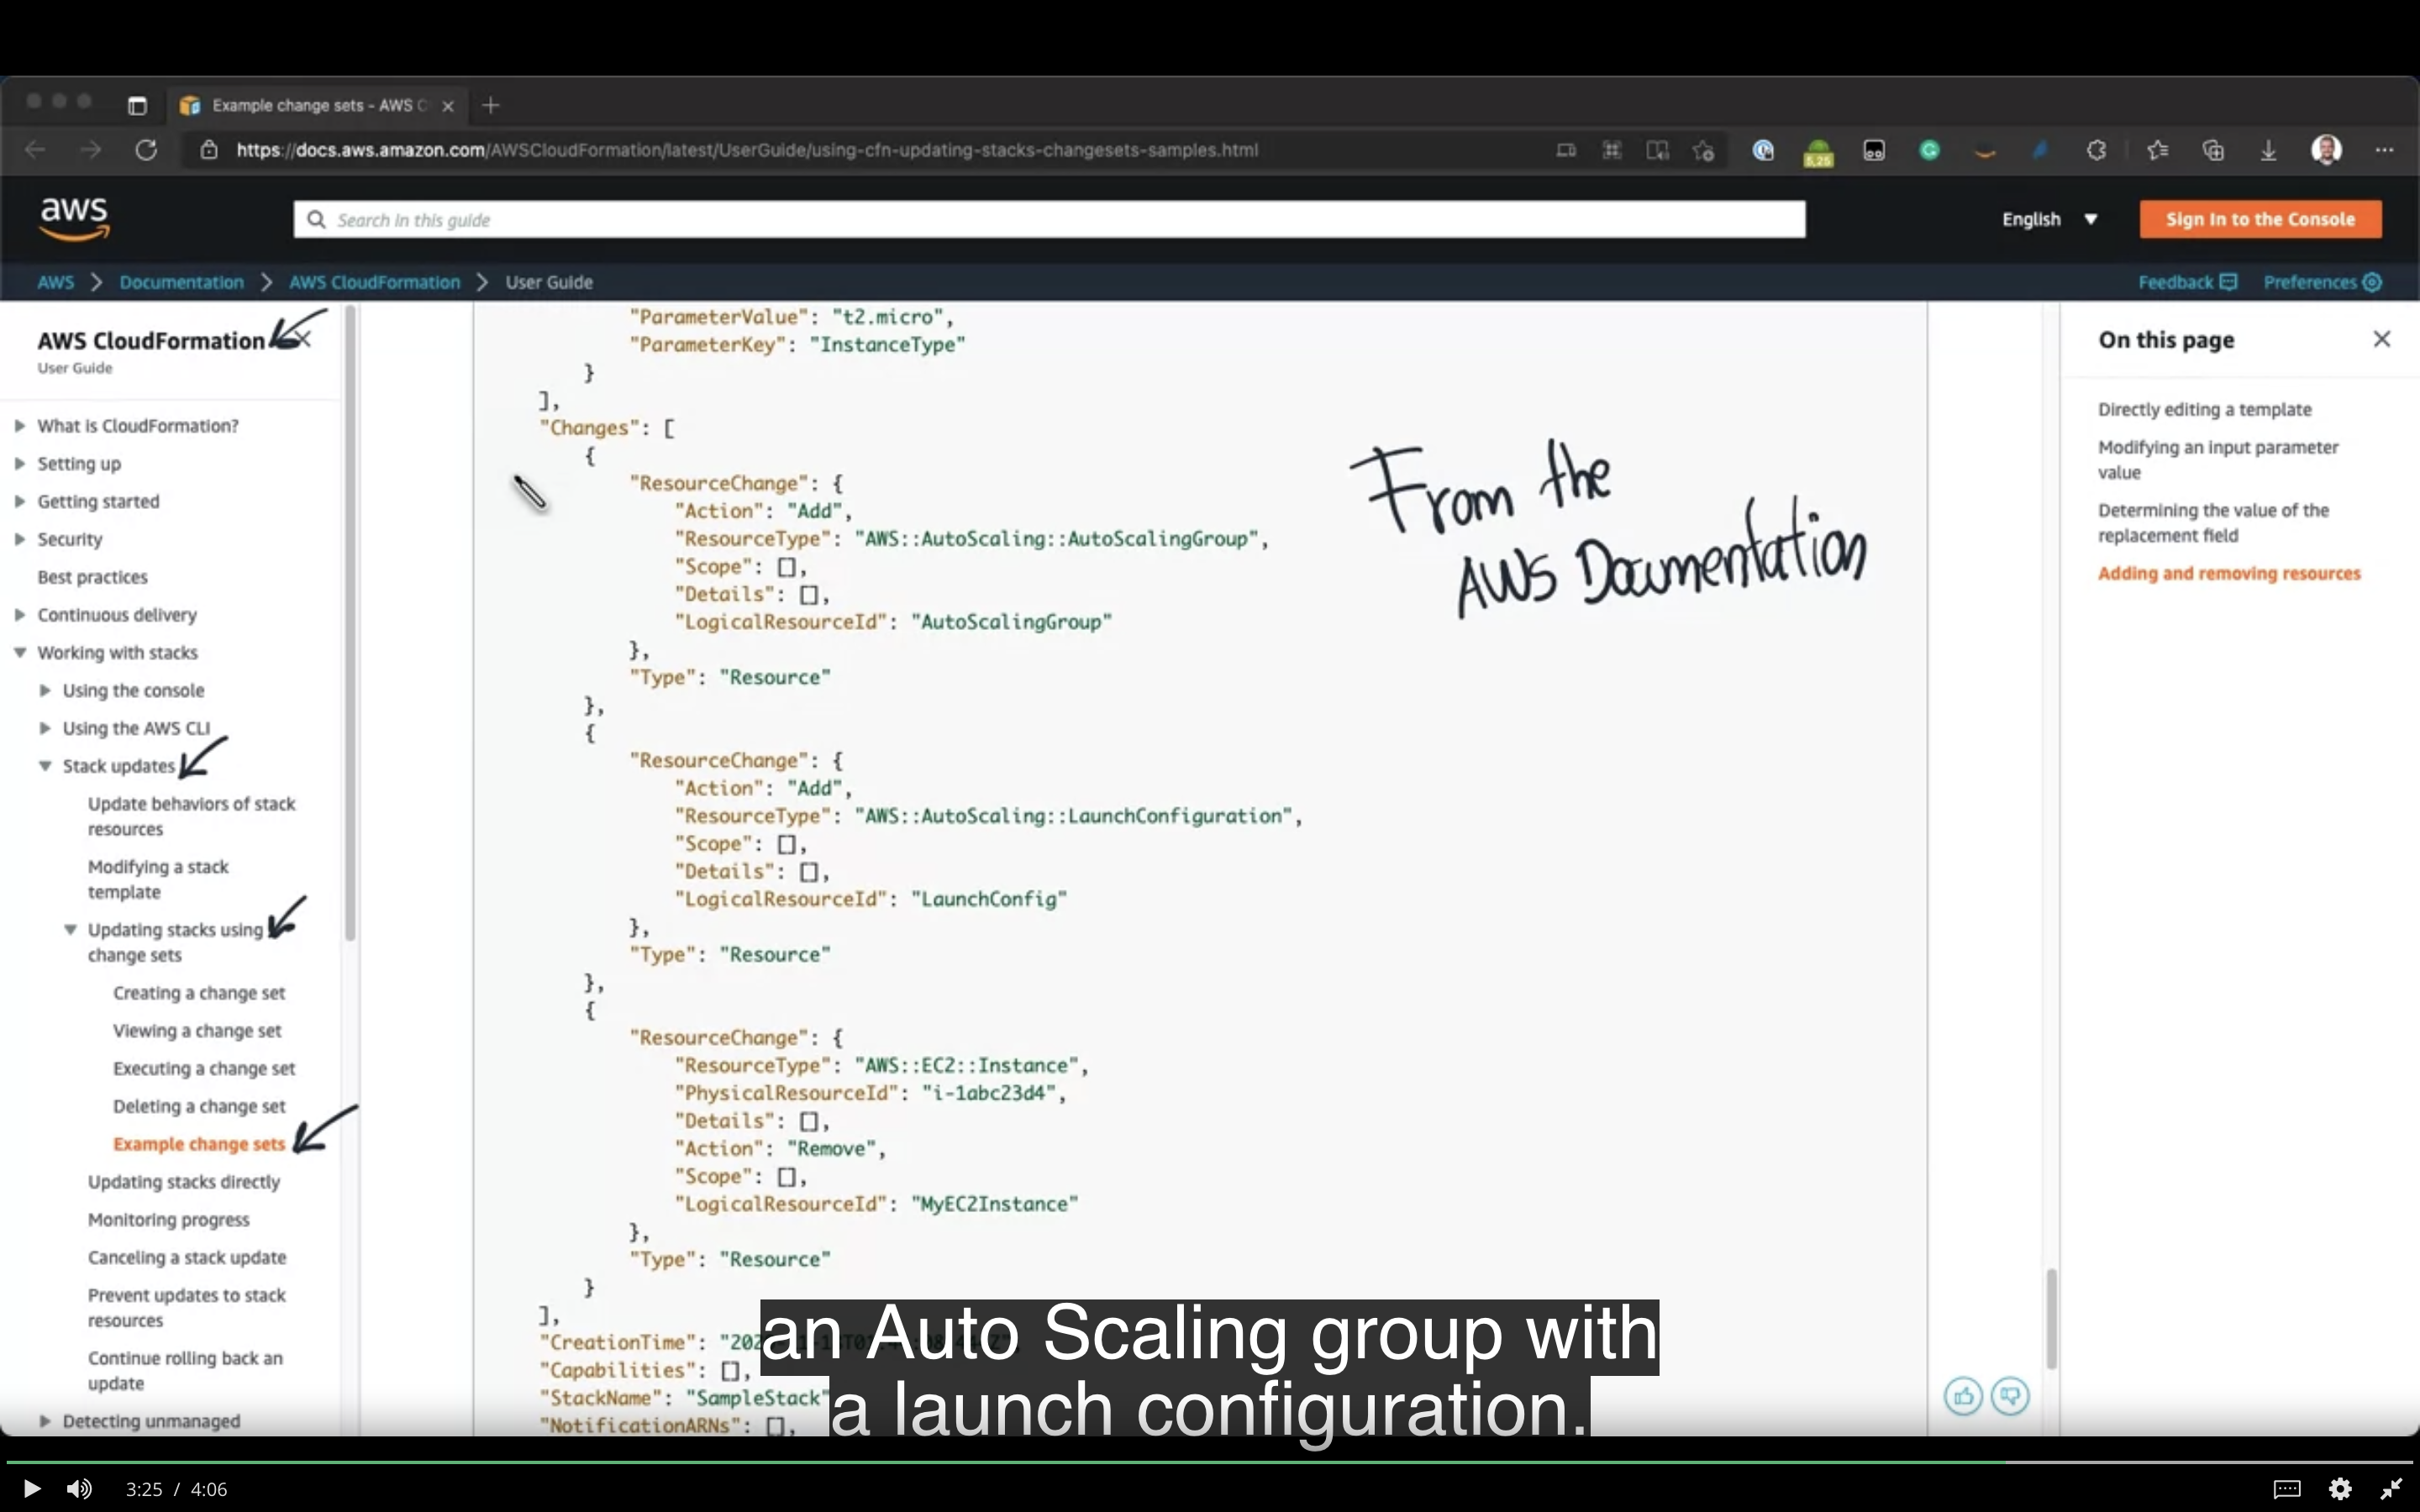 Example change sets - AWS C
https://docs.aws.amazon.com/AWSCloudFormation/latest/UserGuide/using-cfn-updating-stacks-changesets-samples.html
5,25
aws
Search in this guide
English
Sign In to the Console
AWS
Documentation
AWS CloudFormation
User Guide
Feedback
Preferences
AWS CloudFormation
User Guide
What is CloudFormation?
Setting up
Getting started
Security
Best practices
Continuous delivery
Working with stacks
Using the console
Using the AWS CLI
Stack updates
Update behaviors of stack
resources
Modifying a stack
template
Updating stacks using
change sets
Creating a change set
Viewing a change set
Executing a change set
Deleting a change set
Example change sets
Updating stacks directly
Monitoring progress
Canceling a stack update
Prevent updates to stack
resources
Continue rolling back an
update
Detecting unmanaged
"ParameterValue": "t2.micro",
"ParameterKey": "InstanceType"
}
],
"Changes": [
{
"ResourceChange": {
"Action": "Add",
"ResourceType": "AWS::AutoScaling::AutoScalingGroup",
"Scope": [],
"Details": [],
"LogicalResourceId": "AutoScalingGroup"
},
"Type": "Resource"
},
{
"ResourceChange": {
"Action": "Add",
"ResourceType": "AWS::AutoScaling::LaunchConfiguration",
"Scope": [],
"Details": [],
"LogicalResourceId": "LaunchConfig"
},
"Type": "Resource"
},
{
"ResourceChange": {
"ResourceType": "AWS::EC2::Instance",
"PhysicalResourceId": "i-1abc23d4",
"Details": [],
"Action": "Remove",
"Scope": [],
"LogicalResourceId": "MyEC2Instance"
},
"Type": "Resource"
}
],
"CreationTime":
"Capabilities": [],
"StackName": "SampleStack"
"NotificationARNs": [],
From the
AWS Documentation
On this page
Directly editing a template
Modifying an input parameter
value
Determining the value of the
replacement field
Adding and removing resources
an Auto Scaling group with
a launch configuration.
3:25 / 4:06